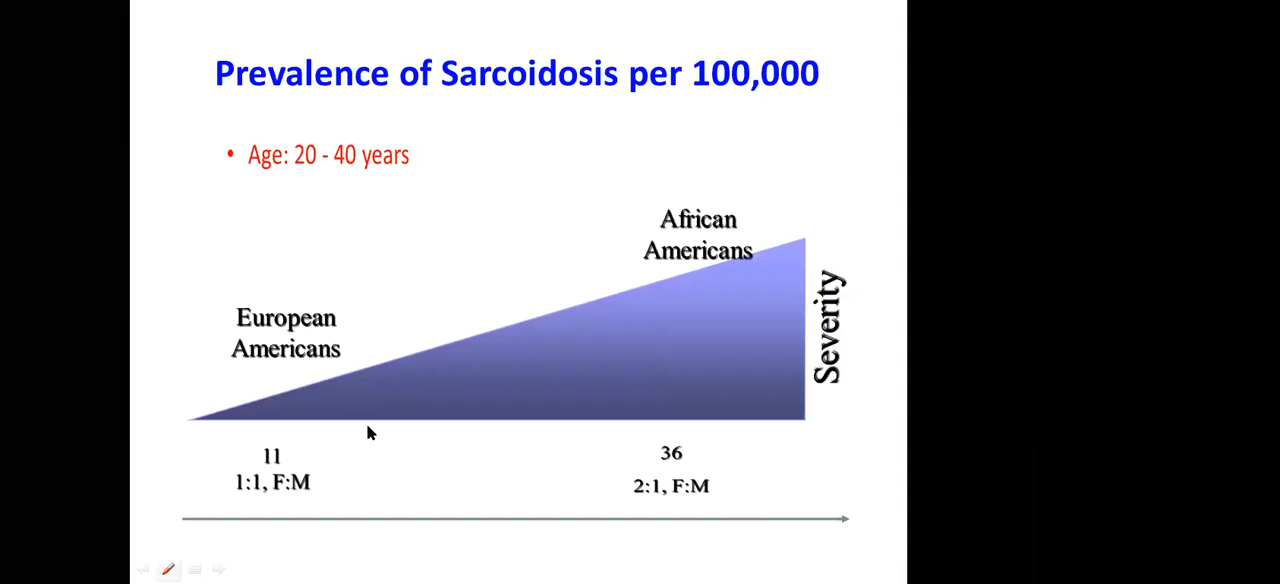 Prevalence of Sarcoidosis per 100,000
• Age: 20 - 40 years
African
Americans
European
Americans
Severity
11
1:1, F:M
36
2:1, F:M